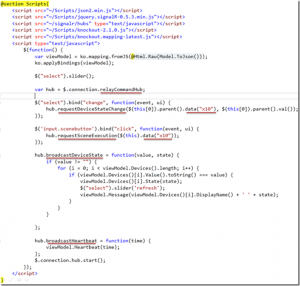 @section Scripts{
<script src="~/Scripts/json2.min.js"></script>
<script src="~/Scripts/jquery.signalR-0.5.3.min.js"></script>
<script src="~/signalr/hubs" type="text/javascript"></script>
<script src="~/Scripts/knockout-2.1.0.js"></script>
<script src="~/Scripts/knockout.mapping-latest.js"></script>
<script type="text/javascript">
$(function() {
var viewModel = ko.mapping.fromJS(@Html.Raw(Model.ToJson()));
ko.applyBindings(viewModel);
$("select").slider();
var hub = $.connection.relayCommandHub;
$("select").bind("change", function(event, ui) {
hub.requestDeviceStateChange($(this[0]).parent().data("x10"), $(this[0]).parent().val());
});
$('input.sceneButton').bind("click", function(event, ui) {
hub.requestSceneExecution($(this).data("x10"));
});
hub.broadcastDeviceState = function(value, state) {
if (value != "") {
for (i = 0; i < viewModel.Devices().length; i++) {
if (viewModel.Devices()[i].Value().toString() === value) {
viewModel.Devices()[i].State(state);
$("select").slider('refresh');
viewModel.Message(viewModel.Devices()[i].DisplayName() + ' ' + state);
}
}
}
};
hub.broadcastHeartbeat = function(time) {
viewModel.Heartbeat(time);
};
$.connection.hub.start();
});
</script>
}